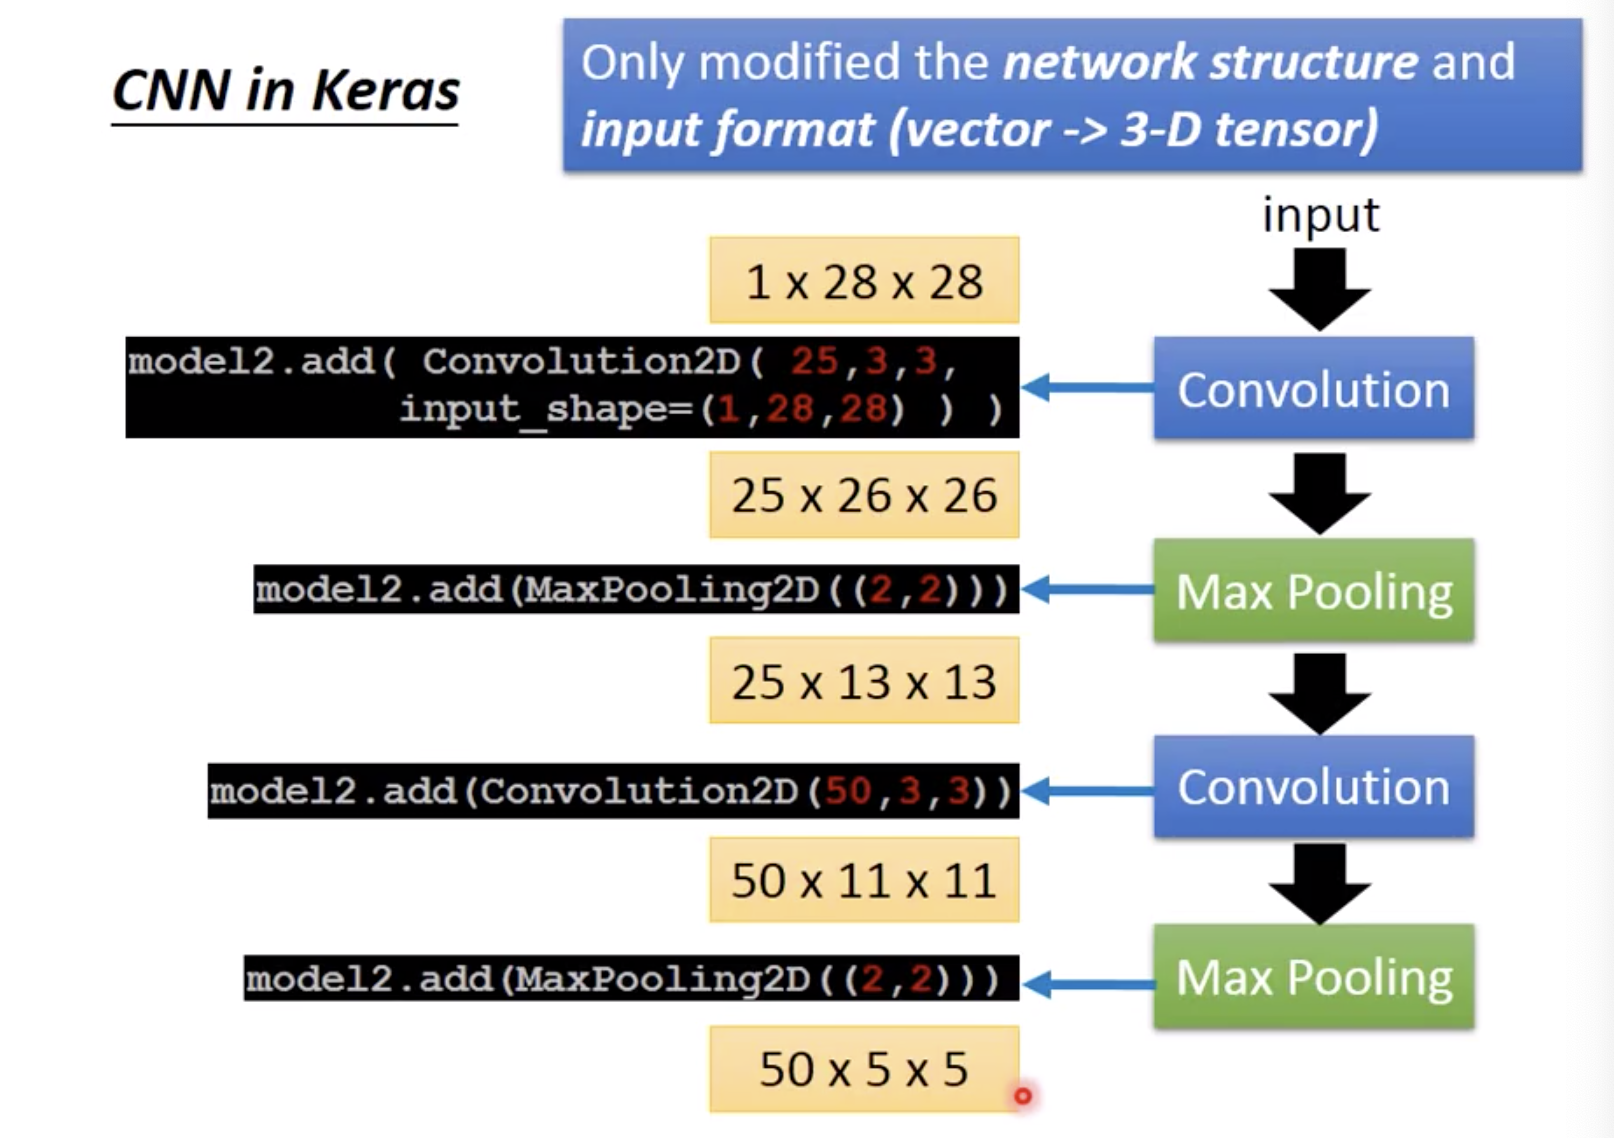 CNN in Keras
Only modified the network structure and
input format (vector -> 3-D tensor)
input
1 x 28 x 28
model2.add( Convolution2D( 25,3,3,
input_shape=(1,28,28) ) )
Convolution
25 x 26 x 26
model2.add(MaxPooling2D((2,2)))
Max Pooling
25 x 13 x 13
model2.add(Convolution2D(50,3,3))
Convolution
50 x 11 x 11
model2.add(MaxPooling2D((2,2)))
Max Pooling
50 x 5 x 5